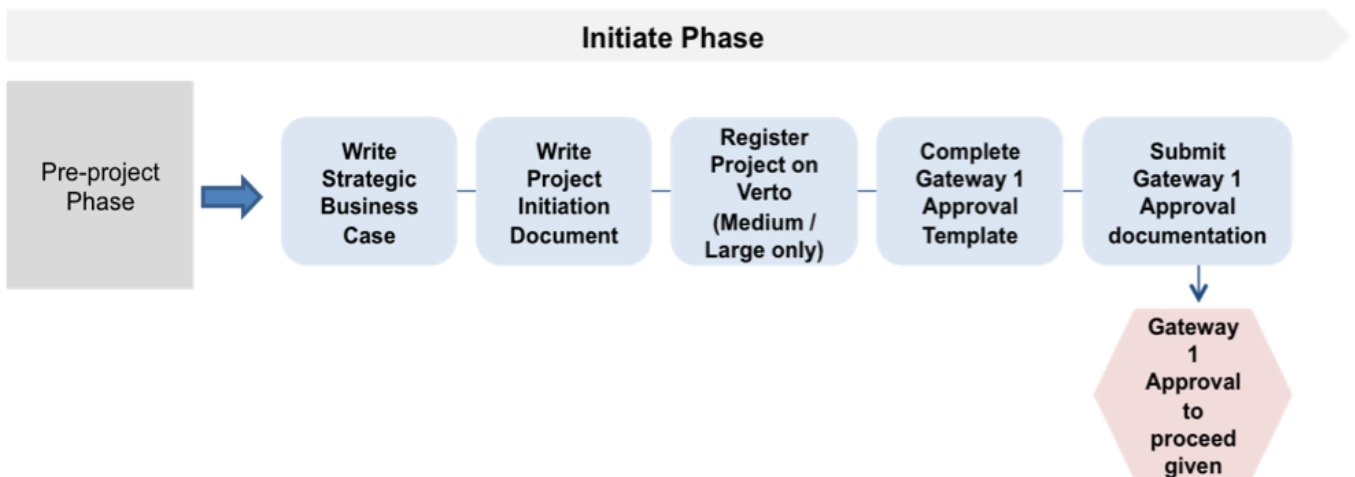 Initiate Phase
Pre-project
Phase
Write
Strategic
Business
Case
Write
Project
Initiation
Document
Register
Project on
Verto
(Medium /
Large only)
Complete
Gateway 1
Approval
Template
Submit
Gateway 1
Approval
documentation
Gateway
1
Approval
to
proceed
given